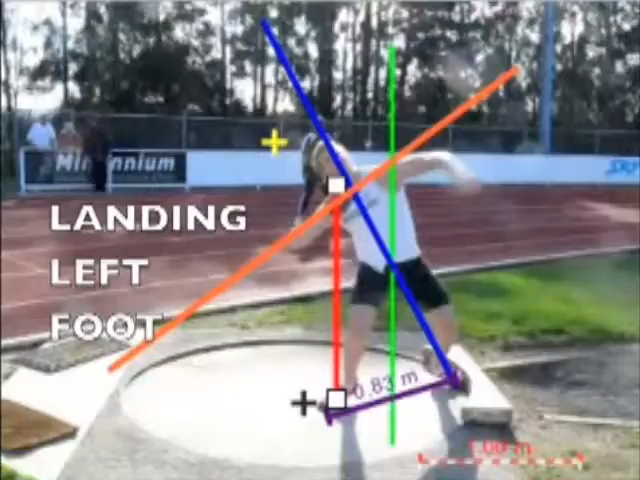 Millennium
LANDING
LEFT
FOOT
0,83 m
1,00 m